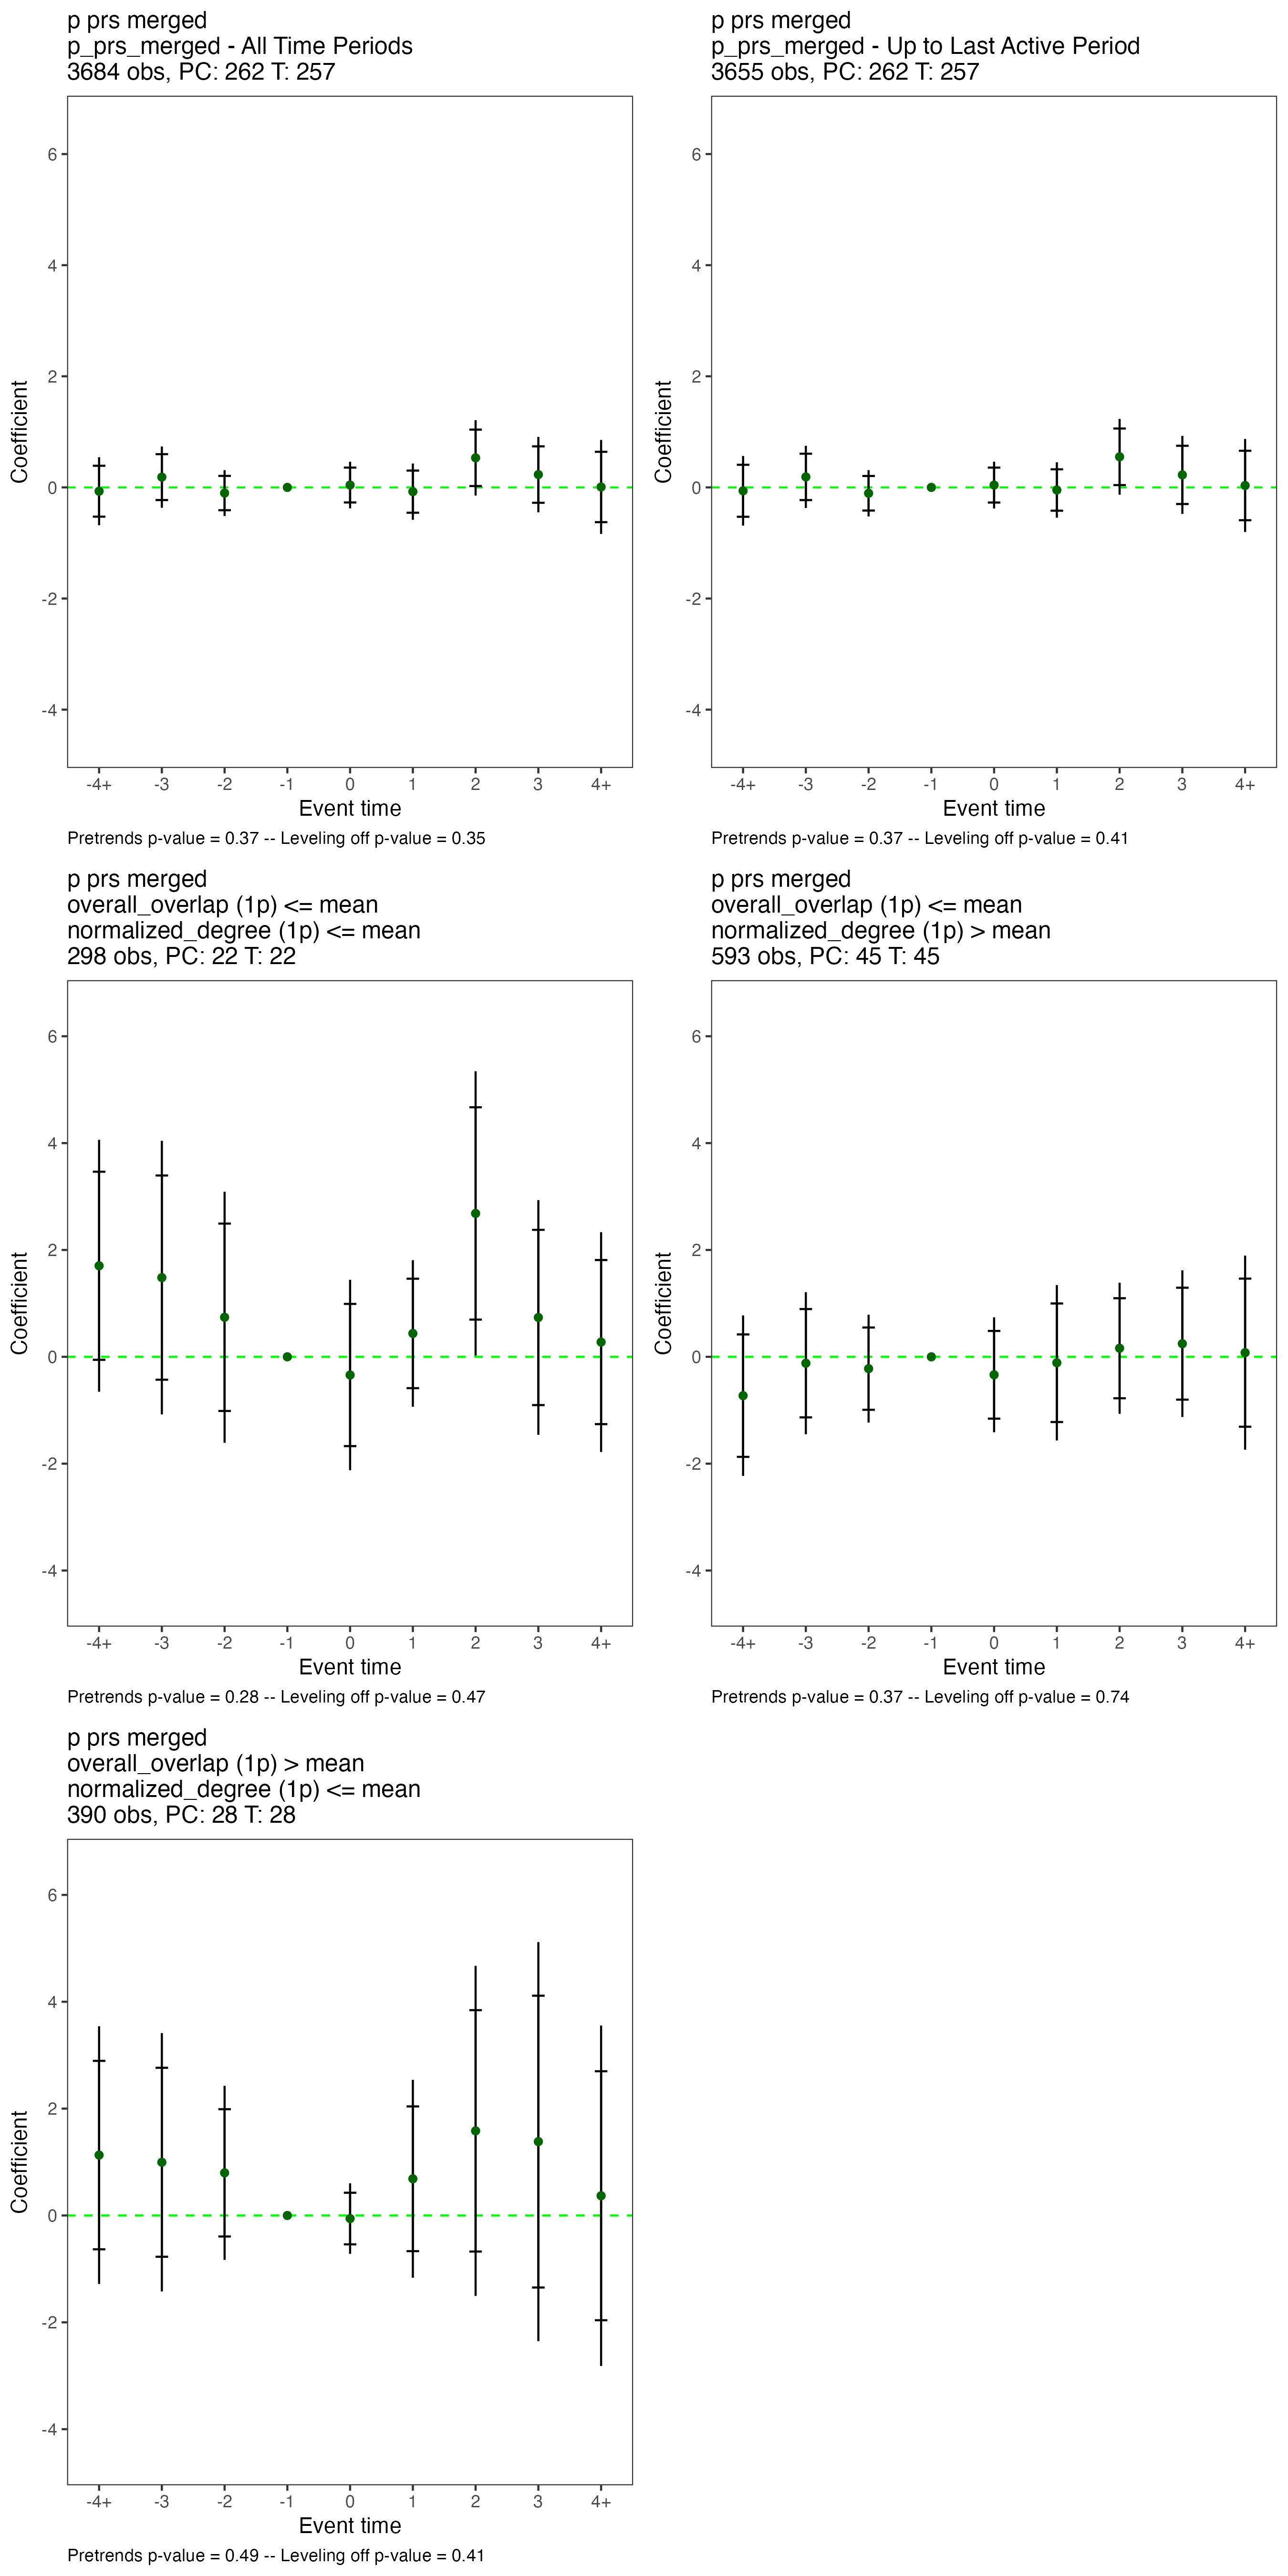 p prs merged
p_prs_merged - All Time Periods
3684 obs, PC: 262 T: 257
6
4
2
0
-2
-4
Coefficient
-4+ -3 -2 -1 0 1 2 3 4+
Event time
Pretrends p-value = 0.37 -- Leveling off p-value = 0.35
p prs merged
p_prs_merged - Up to Last Active Period
3655 obs, PC: 262 T: 257
6
4
2
0
-2
-4
Coefficient
-4+ -3 -2 -1 0 1 2 3 4+
Event time
Pretrends p-value = 0.37 -- Leveling off p-value = 0.41
p prs merged
overall_overlap (1p) <= mean
normalized_degree (1p) <= mean
298 obs, PC: 22 T: 22
6
4
2
0
-2
-4
Coefficient
-4+ -3 -2 -1 0 1 2 3 4+
Event time
Pretrends p-value = 0.28 -- Leveling off p-value = 0.47
p prs merged
overall_overlap (1p) <= mean
normalized_degree (1p) > mean
593 obs, PC: 45 T: 45
6
4
2
0
-2
-4
Coefficient
-4+ -3 -2 -1 0 1 2 3 4+
Event time
Pretrends p-value = 0.37 -- Leveling off p-value = 0.74
p prs merged
overall_overlap (1p) > mean
normalized_degree (1p) <= mean
390 obs, PC: 28 T: 28
6
4
2
0
-2
-4
Coefficient
-4+ -3 -2 -1 0 1 2 3 4+
Event time
Pretrends p-value = 0.49 -- Leveling off p-value = 0.41